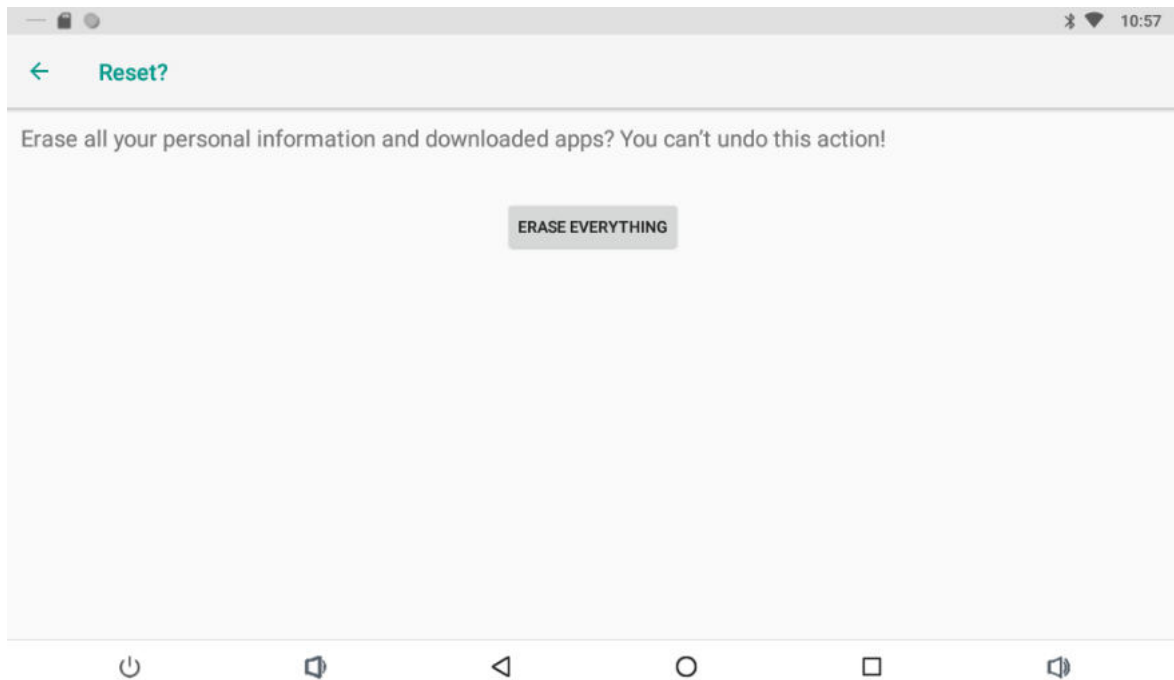 10:57
Reset?
Erase all your personal information and downloaded apps? You can't undo this action!
ERASE EVERYTHING